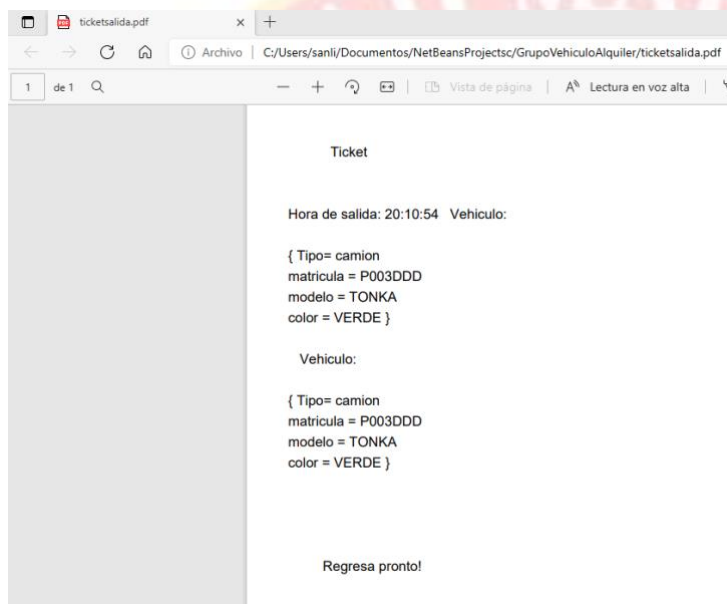 ticketsalida.pdf
Archivo C:/Users/sanli/Documentos/NetBeansProjectsc/GrupoVehiculoAlquiler/ticketsalida.pdf
1 de 1 Vista de página Lectura en voz alta
Ticket
Hora de salida: 20:10:54 Vehiculo:
{ Tipo= camion
matricula = P003DDD
modelo = TONKA
color = VERDE }
Vehiculo:
{ Tipo= camion
matricula = P003DDD
modelo = TONKA
color = VERDE }
Regresa pronto!